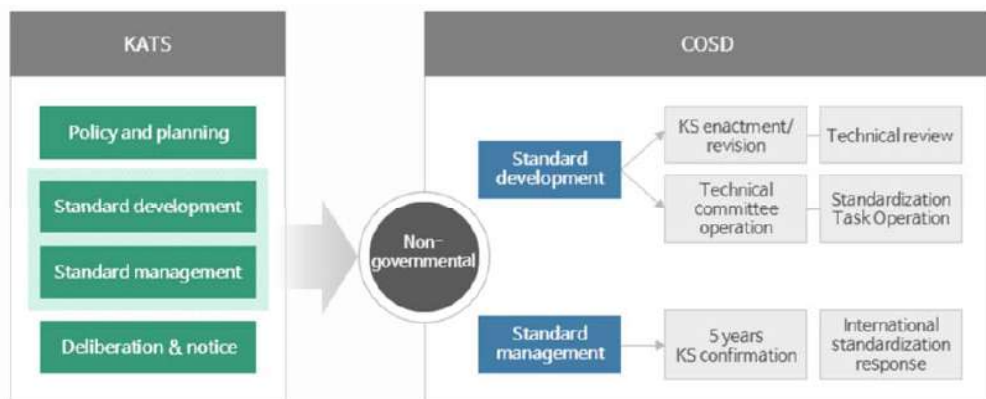 KATS
COSD
Policy and planning
Standard development
Standard management
Deliberation & notice
Non-
governmental
Standard
development
KS enactment/
revision
Technical review
Technical
committee
operation
Standardization
Task Operation
Standard
management
5 years
KS confirmation
International
standardization
response